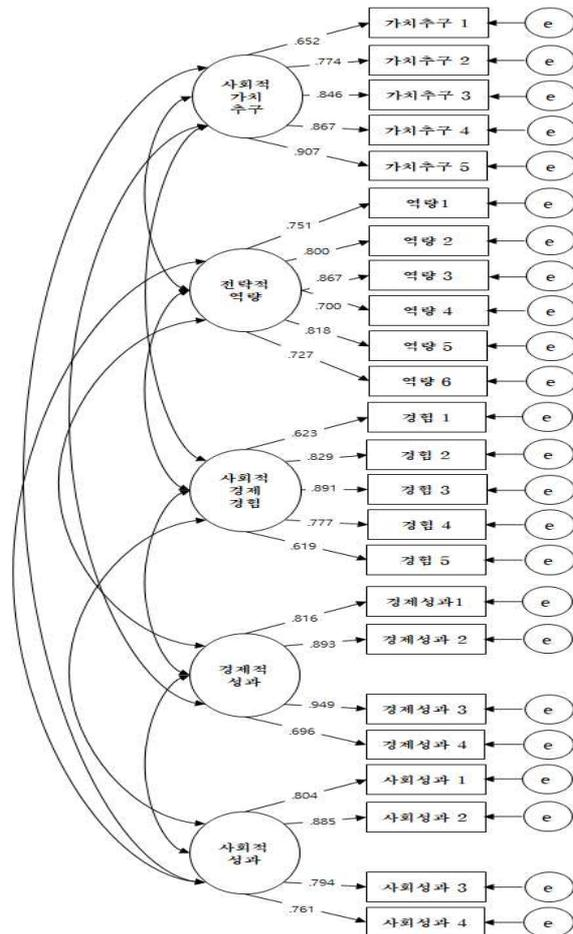 사회적
가치
추구
.652
가치추구 1
e
.774
가치추구 2
e
.846
가치추구 3
e
.867
가치추구 4
e
.907
가치추구 5
e
전략적
역량
.751
역량1
e
.800
역량 2
e
.867
역량 3
e
.700
역량 4
e
.818
역량 5
e
.727
역량 6
e
사회적
경제
경험
.623
경험 1
e
.829
경험 2
e
.891
경험 3
e
.777
경험 4
e
.619
경험 5
e
경제적
성과
.816
경제성과1
e
.893
경제성과 2
e
.949
경제성과 3
e
.696
경제성과 4
e
사회적
성과
.804
사회성과 1
e
.885
사회성과 2
e
.794
사회성과 3
e
.761
사회성과 4
e